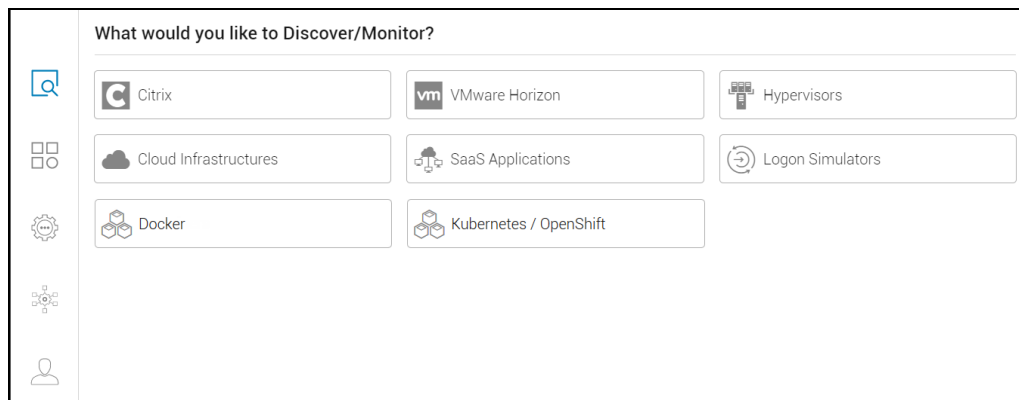 What would you like to Discover/Monitor?
Citrix
VMware Horizon
Hypervisors
Cloud Infrastructures
SaaS Applications
Logon Simulators
Docker
Kubernetes / OpenShift